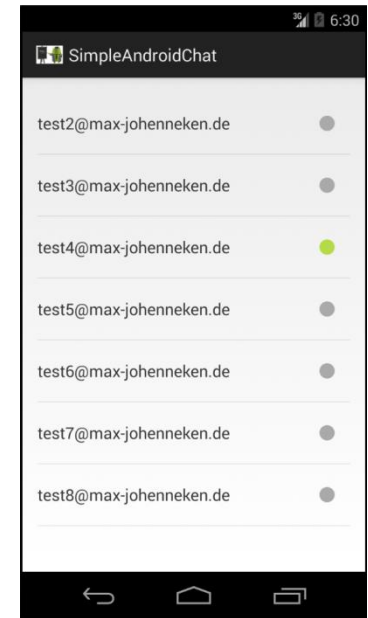 3G 6:30
SimpleAndroidChat
test2@max-johenneken.de
test3@max-johenneken.de
test4@max-johenneken.de
test5@max-johenneken.de
test6@max-johenneken.de
test7@max-johenneken.de
test8@max-johenneken.de